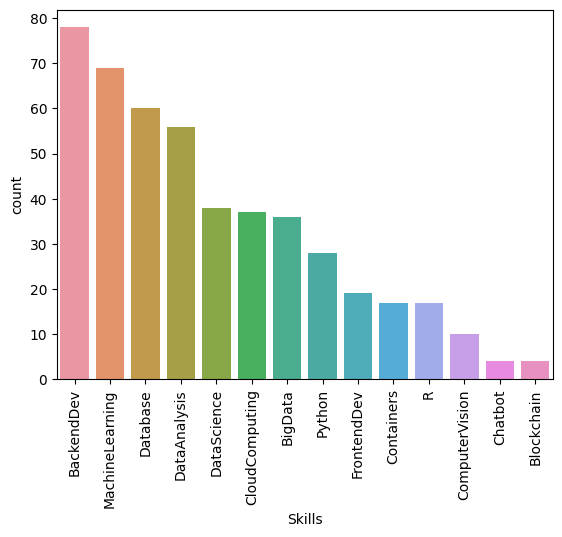 80
70
60
50
40
30
20
10
0
count
BackendDev
MachineLearning
Database
DataAnalysis
DataScience
CloudComputing
BigData
Python
FrontendDev
Containers
R
ComputerVision
Chatbot
Blockchain
Skills